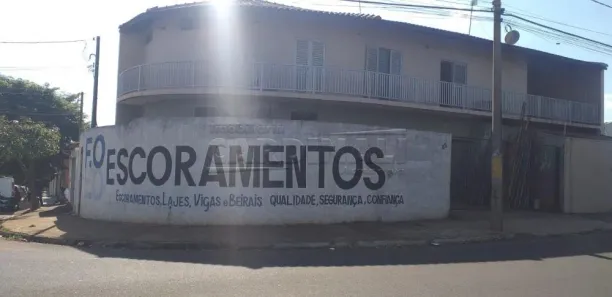 F.O ESCORAMENTOS
ESCORAMENTOS, LAJES, VIGAS e BEIRAIS QUALIDADE, SEGURANÇA, CONFIANÇA